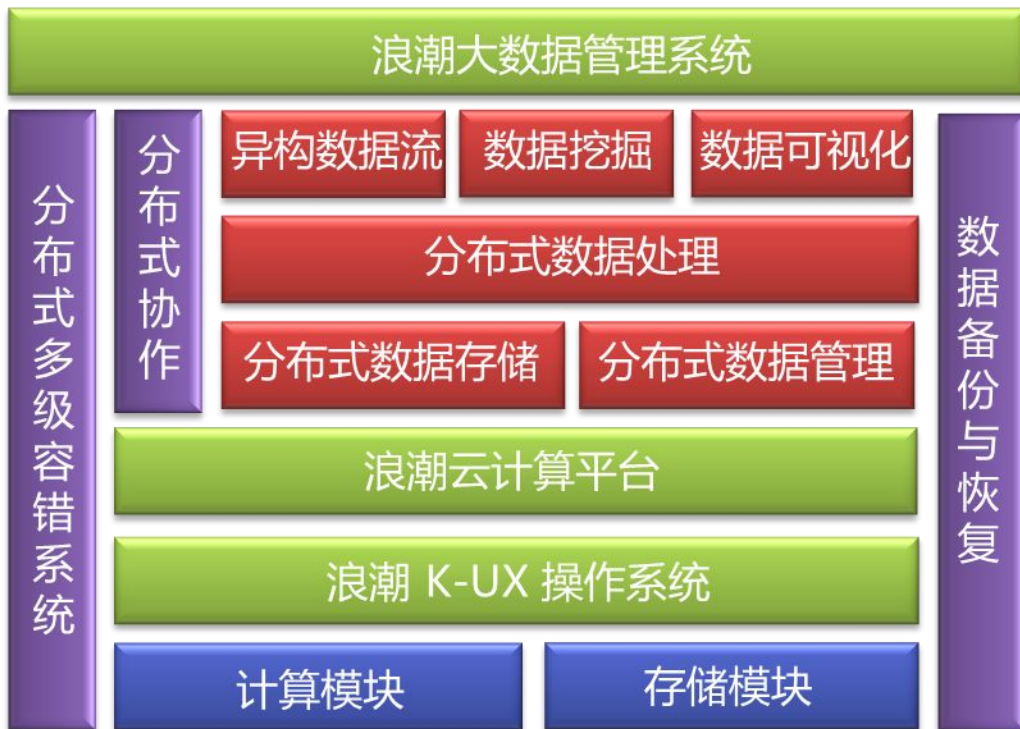 浪潮大数据管理系统
分布式多级容错系统
分布式协作
异构数据流
数据挖掘
数据可视化
分布式数据处理
分布式数据存储
分布式数据管理
浪潮云计算平台
浪潮 K-UX 操作系统
计算模块
存储模块
数据备份与恢复